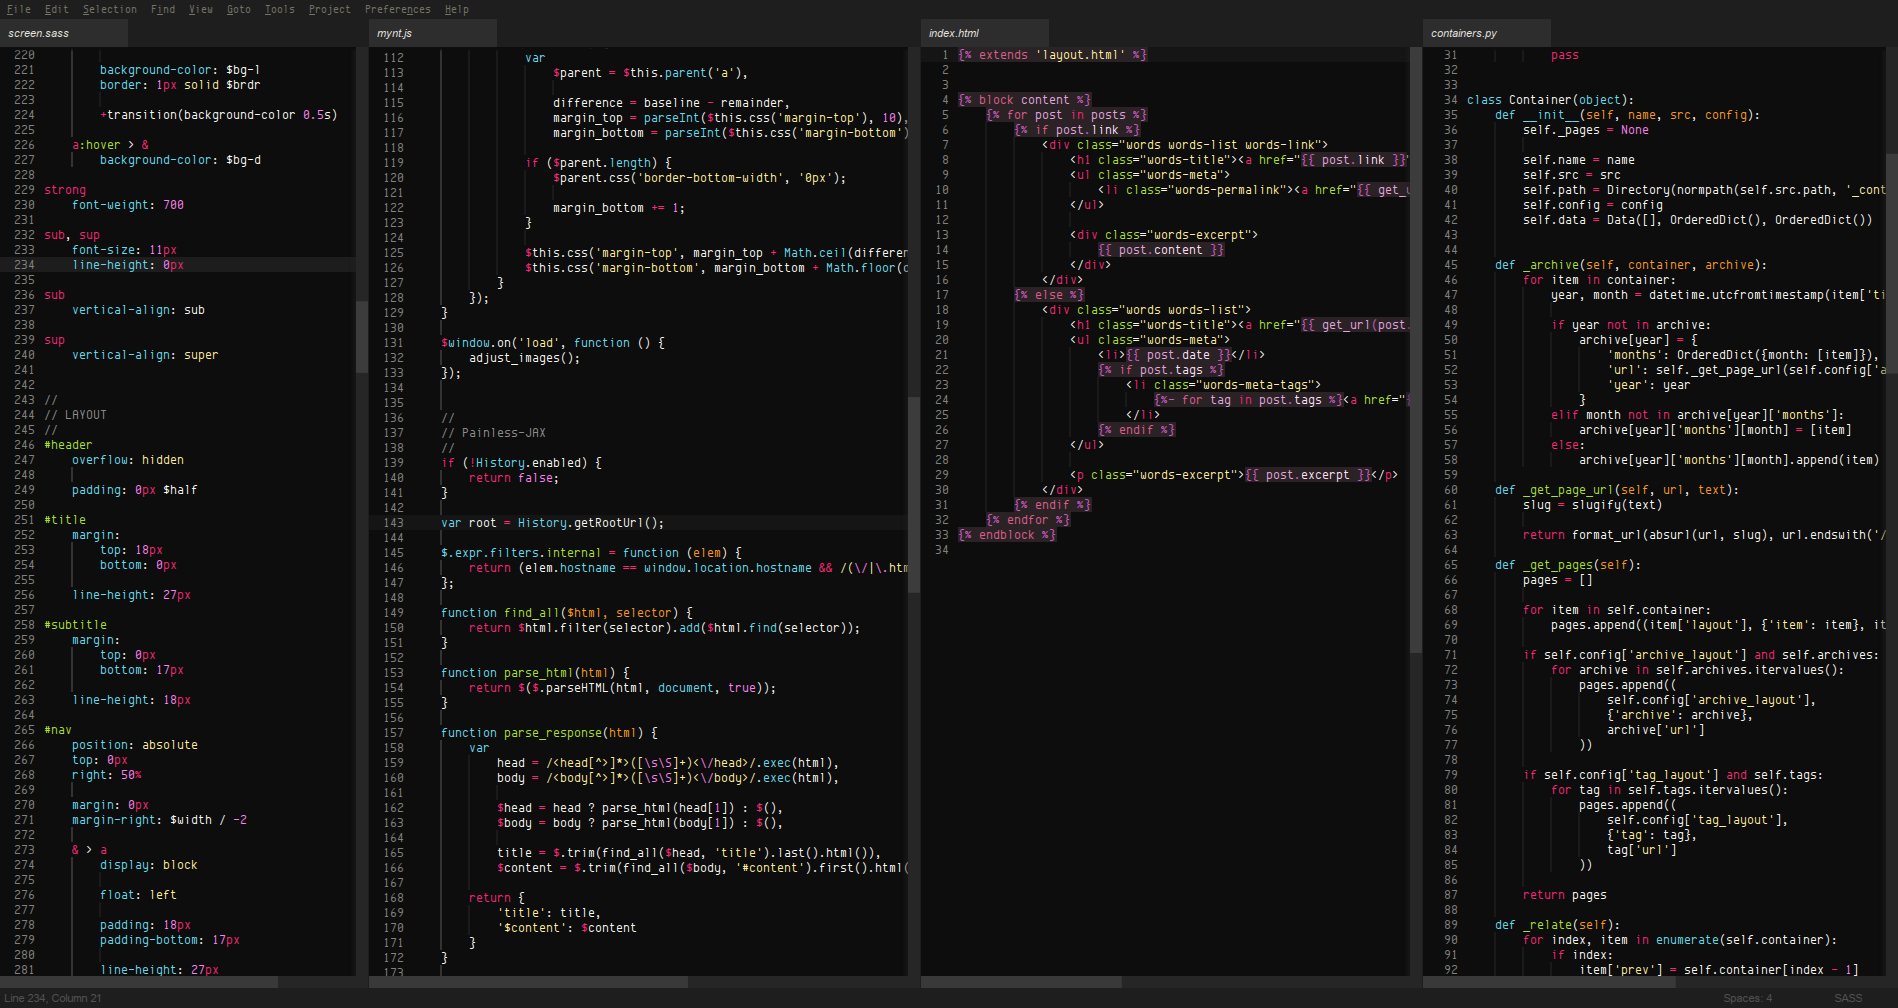 File Edit Selection Find View Goto Tools Project Preferences Help
screen.sass
220
221 background-color: $bg-l
222 border: 1px solid $brdr
223
224 +transition(background-color 0.5s)
225
226 a:hover > &
227 background-color: $bg-d
228
229 strong
230 font-weight: 700
231
232 sub, sup
233 font-size: 11px
234 line-height: 0px
235
236 sub
237 vertical-align: sub
238
239 sup
240 vertical-align: super
241
242
243 //
244 // LAYOUT
245 //
246 #header
247 overflow: hidden
248
249 padding: 0px $half
250
251 #title
252 margin:
253 top: 18px
254 bottom: 0px
255
256 line-height: 27px
257
258 #subtitle
259 margin:
260 top: 0px
261 bottom: 17px
262
263 line-height: 18px
264
265 #nav
266 position: absolute
267 top: 0px
268 right: 50%
269
270 margin: 0px
271 margin-right: $width / -2
272
273 & > a
274 display: block
275
276 float: left
277
278 padding: 18px
279 padding-bottom: 17px
280
281 line-height: 27px
mynt.js
112 var
113 $parent = $this.parent('a'),
114
115 difference = baseline - remainder,
116 margin_top = parseInt($this.css('margin-top'), 10),
117 margin_bottom = parseInt($this.css('margin-bottom')
118
119 if ($parent.length) {
120 $parent.css('border-bottom-width', '0px');
121
122 margin_bottom += 1;
123 }
124
125 $this.css('margin-top', margin_top + Math.ceil(differen
126 $this.css('margin-bottom', margin_bottom + Math.floor(
127 }
128 });
129 }
130
131 $window.on('load', function () {
132 adjust_images();
133 });
134
135
136 //
137 // Painless-JAX
138 //
139 if (!History.enabled) {
140 return false;
141 }
142
143 var root = History.getRootUrl();
144
145 $.expr.filters.internal = function (elem) {
146 return (elem.hostname == window.location.hostname && /(\/|\.htm
147 };
148
149 function find_all($html, selector) {
150 return $html.filter(selector).add($html.find(selector));
151 }
152
153 function parse_html(html) {
154 return $($.parseHTML(html, document, true));
155 }
156
157 function parse_response(html) {
158 var
159 head = /<head[^>]*>([\s\S]+)<\/head>/.exec(html),
160 body = /<body[^>]*>([\s\S]+)<\/body>/.exec(html),
161
162 $head = head ? parse_html(head[1]) : $(),
163 $body = body ? parse_html(body[1]) : $(),
164
165 title = $.trim(find_all($head, 'title').last().html()),
166 $content = $.trim(find_all($body, '#content').first().html(
167
168 return {
169 'title': title,
170 '$content': $content
171 }
172 }
173
index.html
1 {% extends 'layout.html' %}
2
3
4 {% block content %}
5 {% for post in posts %}
6 {% if post.link %}
7 <div class="words words-list words-link">
8 <h1 class="words-title"><a href="{{ post.link }}"
9 <ul class="words-meta">
10 <li class="words-permalink"><a href="{{ get_u
11 </ul>
12
13 <div class="words-excerpt">
14 {{ post.content }}
15 </div>
16 </div>
17 {% else %}
18 <div class="words words-list">
19 <h1 class="words-title"><a href="{{ get_url(post.
20 <ul class="words-meta">
21 <li>{{ post.date }}</li>
22 {% if post.tags %}
23 <li class="words-meta-tags">
24 {%- for tag in post.tags %}<a href="{
25 </li>
26 {% endif %}
27 </ul>
28
29 <p class="words-excerpt">{{ post.excerpt }}</p>
30 </div>
31 {% endif %}
32 {% endfor %}
33 {% endblock %}
34
containers.py
31 pass
32
33
34 class Container(object):
35 def __init__(self, name, src, config):
36 self._pages = None
37
38 self.name = name
39 self.src = src
40 self.path = Directory(normpath(self.src.path, '_cont
41 self.config = config
42 self.data = Data([], OrderedDict(), OrderedDict())
43
44
45 def _archive(self, container, archive):
46 for item in container:
47 year, month = datetime.utcfromtimestamp(item['ti
48
49 if year not in archive:
50 archive[year] = {
51 'months': OrderedDict({month: [item]}),
52 'url': self._get_page_url(self.config['a
53 'year': year
54 }
55 elif month not in archive[year]['months']:
56 archive[year]['months'][month] = [item]
57 else:
58 archive[year]['months'][month].append(item)
59
60 def _get_page_url(self, url, text):
61 slug = slugify(text)
62
63 return format_url(absurl(url, slug), url.endswith('/
64
65 def _get_pages(self):
66 pages = []
67
68 for item in self.container:
69 pages.append((item['layout'], {'item': item}, it
70
71 if self.config['archive_layout'] and self.archives:
72 for archive in self.archives.itervalues():
73 pages.append((
74 self.config['archive_layout'],
75 {'archive': archive},
76 archive['url']
77 ))
78
79 if self.config['tag_layout'] and self.tags:
80 for tag in self.tags.itervalues():
81 pages.append((
82 self.config['tag_layout'],
83 {'tag': tag},
84 tag['url']
85 ))
86
87 return pages
88
89 def _relate(self):
90 for index, item in enumerate(self.container):
91 if index:
92 item['prev'] = self.container[index - 1]
Line 234, Column 21
Spaces: 4
SASS